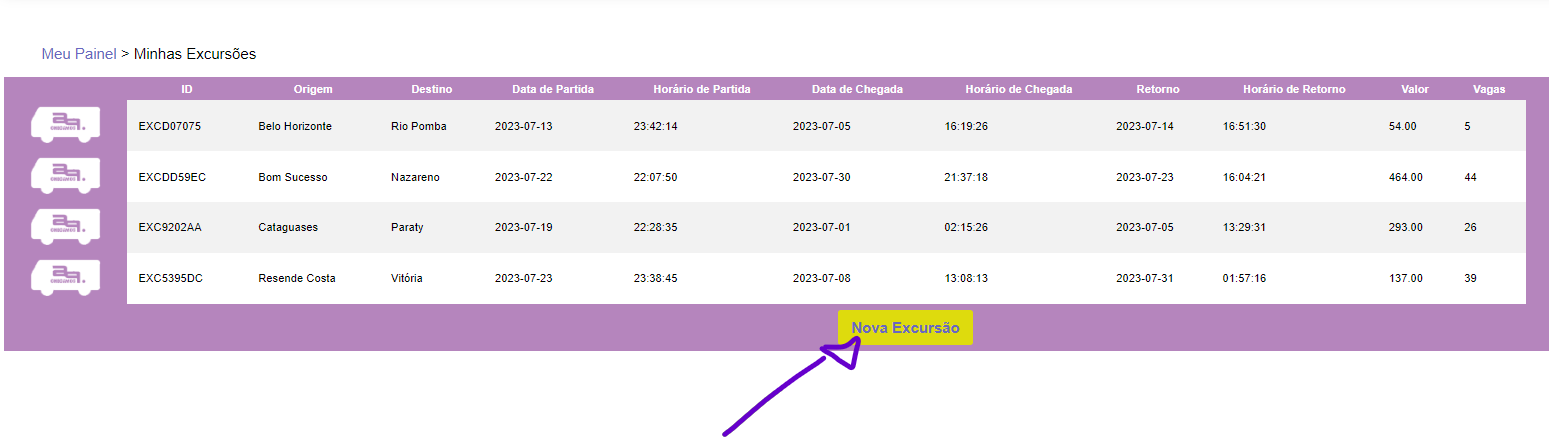 Meu Painel > Minhas Excursões
ID Origem Destino Data de Partida Horário de Partida Data de Chegada Horário de Chegada Retorno Horário de Retorno Valor Vagas
EXCD07075 Belo Horizonte Rio Pomba 2023-07-13 23:42:14 2023-07-05 16:19:26 2023-07-14 16:51:30 54.00 5
EXCDD59EC Bom Sucesso Nazareno 2023-07-22 22:07:50 2023-07-30 21:37:18 2023-07-23 16:04:21 464.00 44
EXC9202AA Cataguases Paraty 2023-07-19 22:28:35 2023-07-01 02:15:26 2023-07-05 13:29:31 293.00 26
EXC5395DC Resende Costa Vitória 2023-07-23 23:38:45 2023-07-08 13:08:13 2023-07-31 01:57:16 137.00 39
Nova Excursão